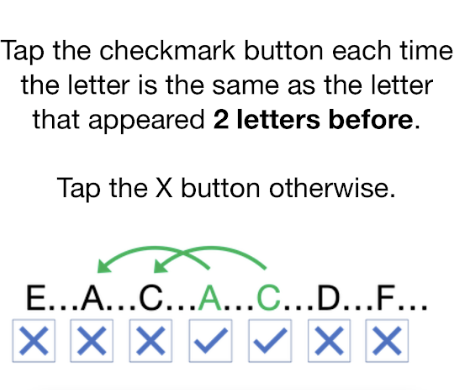 Tap the checkmark button each time
the letter is the same as the letter
that appeared 2 letters before.
Tap the X button otherwise.
E...A...C...A...C...D...F...